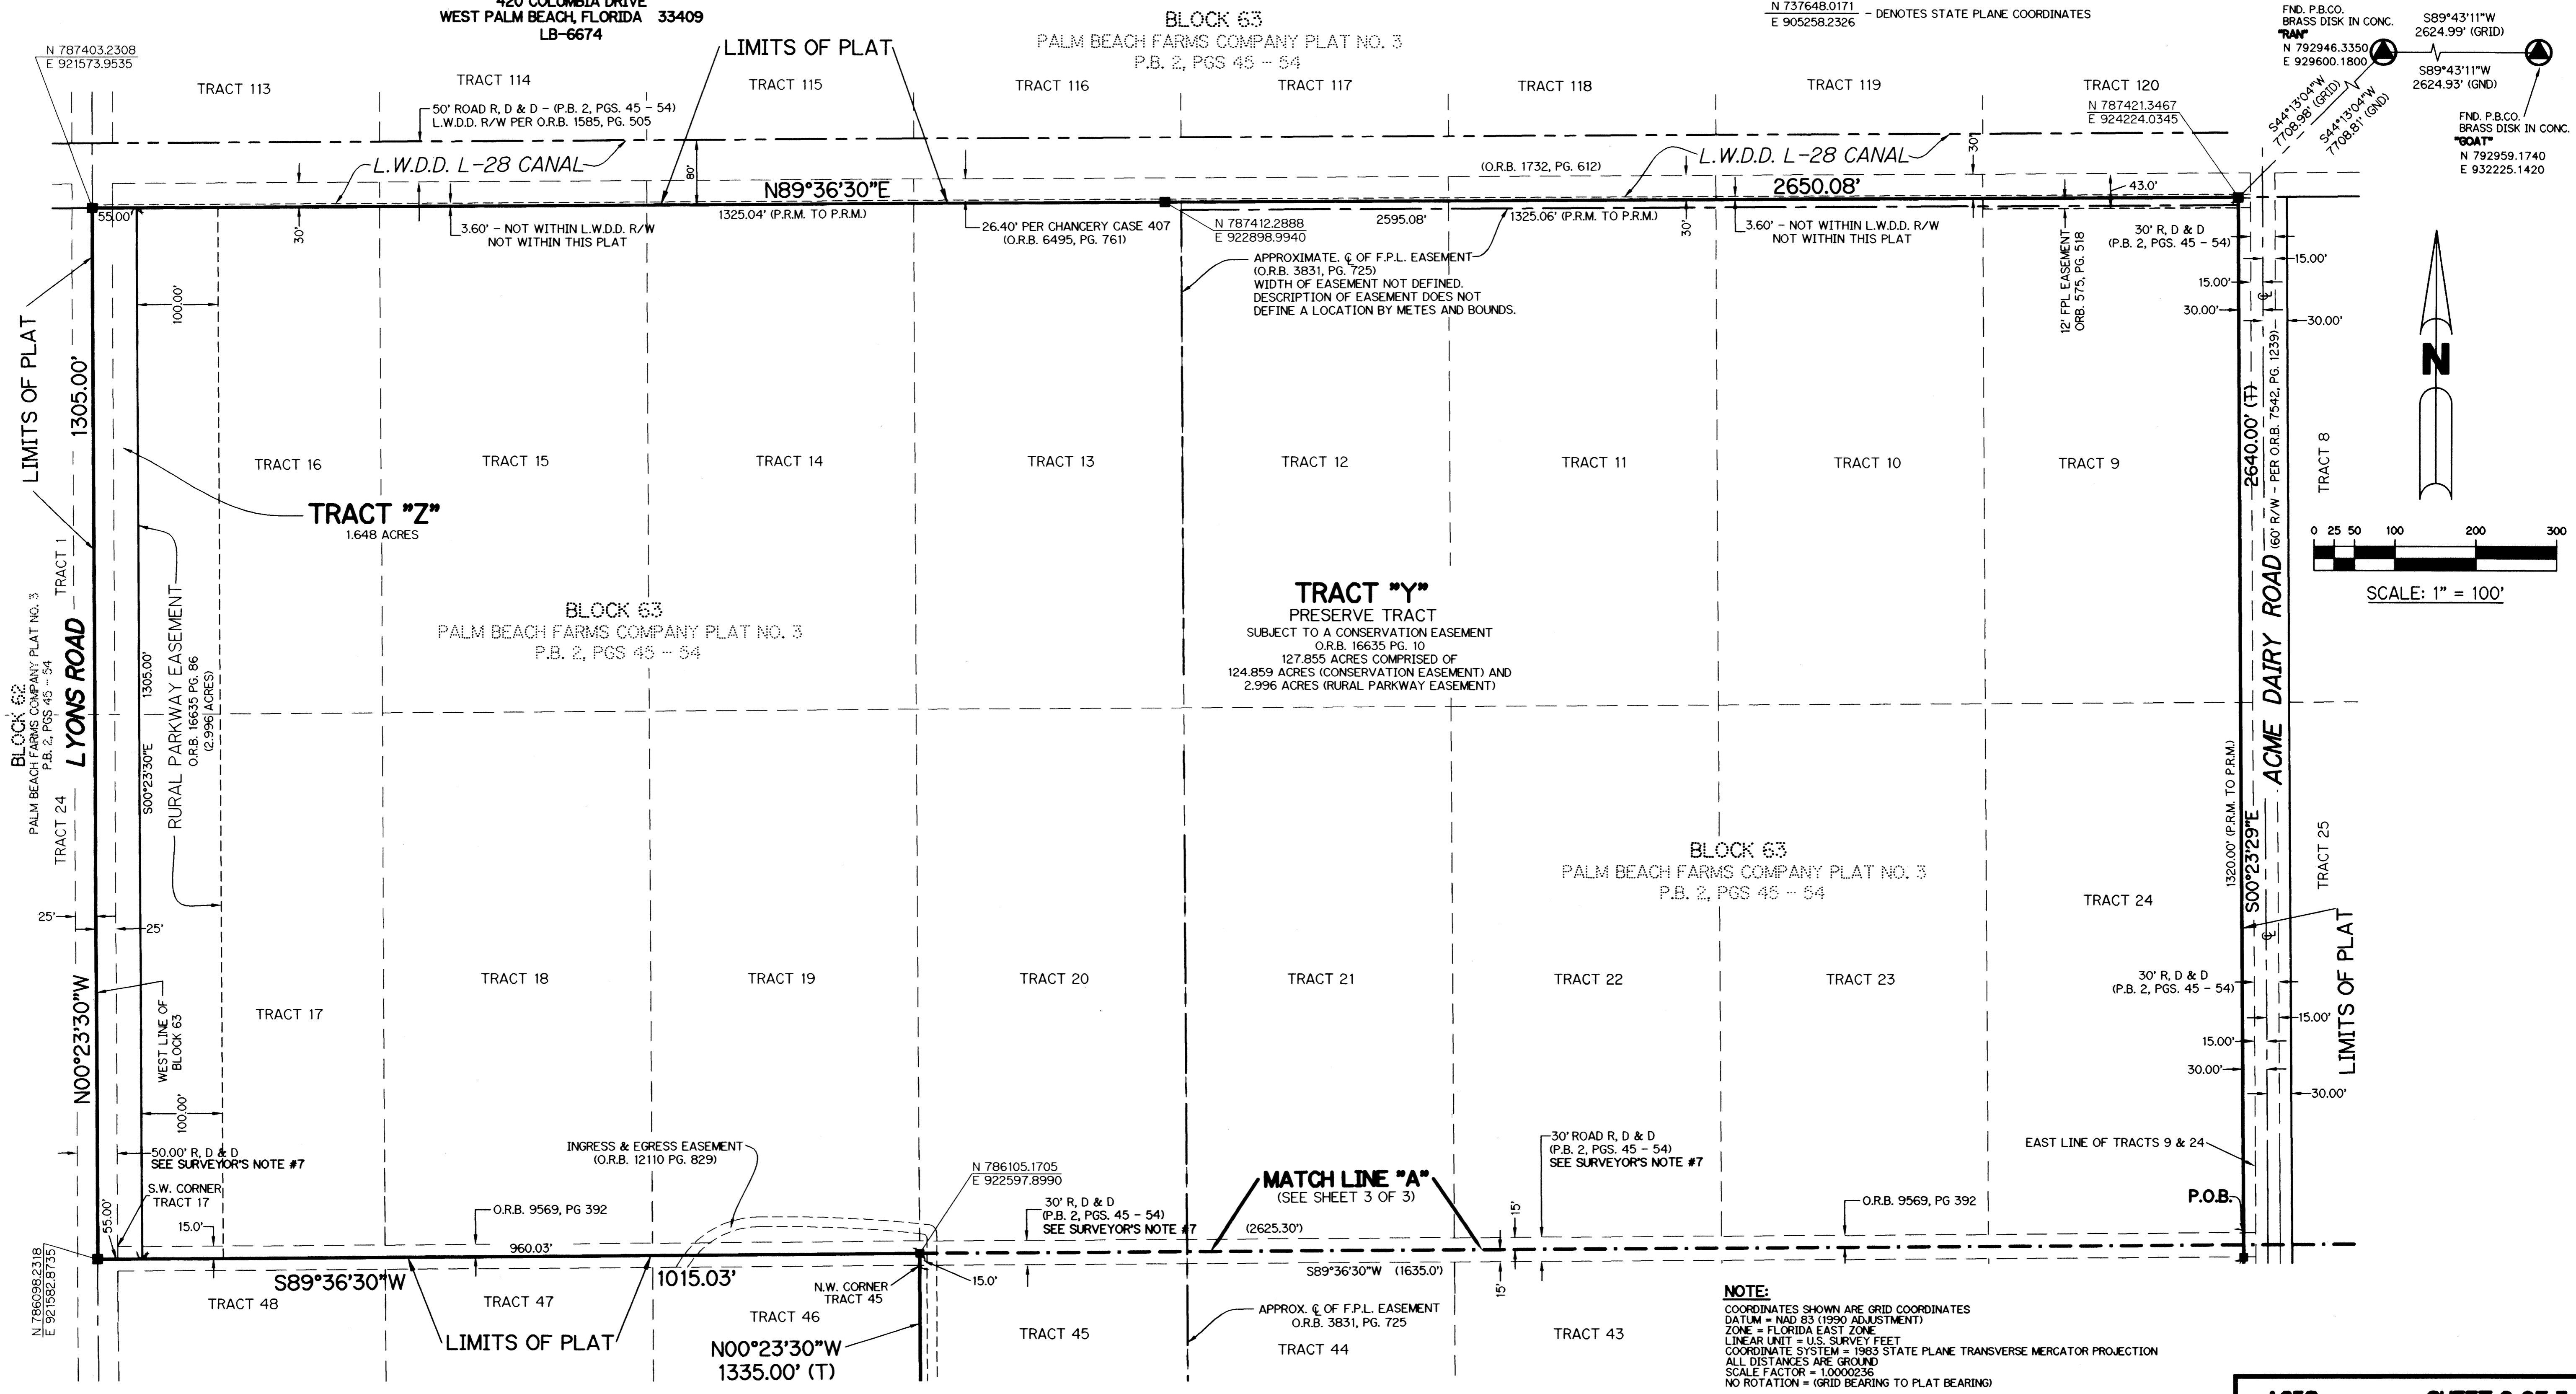 420 COLUMBIA DRIVE
WEST PALM BEACH, FLORIDA 33409
LB-6674
N 787403.2308
E 921573.9535
LIMITS OF PLAT
BLOCK 63
PALM BEACH FARMS COMPANY PLAT NO. 3
P.B. 2, PGS 45 - 54
N 737648.0171
E 905258.2326
- DENOTES STATE PLANE COORDINATES
FND. P.B.CO.
BRASS DISK IN CONC.
"RAN"
N 792946.3350
E 929600.1800
S89°43'11"W
2624.99' (GRID)
S89°43'11"W
2624.93' (GND)
FND. P.B.CO.
BRASS DISK IN CONC.
"GOAT"
N 792959.1740
E 932225.1420
S44°13'04"W
7708.98' (GRID)
S44°13'04"W
7708.81' (GND)
TRACT 113
TRACT 114
TRACT 115
TRACT 116
TRACT 117
TRACT 118
TRACT 119
TRACT 120
N 787421.3467
E 924224.0345
50' ROAD R, D & D - (P.B. 2, PGS. 45 - 54)
L.W.D.D. R/W PER O.R.B. 1585, PG. 505
L.W.D.D. L-28 CANAL
80'
(O.R.B. 1732, PG. 612)
L.W.D.D. L-28 CANAL
30'
43.0'
N89°36'30"E
2650.08'
55.00'
30'
1325.04' (P.R.M. TO P.R.M.)
2595.08'
1325.06' (P.R.M. TO P.R.M.)
30'
3.60' - NOT WITHIN L.W.D.D. R/W
NOT WITHIN THIS PLAT
26.40' PER CHANCERY CASE 407
(O.R.B. 6495, PG. 761)
N 787412.2888
E 922898.9940
3.60' - NOT WITHIN L.W.D.D. R/W
NOT WITHIN THIS PLAT
APPROXIMATE. ℄ OF F.P.L. EASEMENT
(O.R.B. 3831, PG. 725)
WIDTH OF EASEMENT NOT DEFINED.
DESCRIPTION OF EASEMENT DOES NOT
DEFINE A LOCATION BY METES AND BOUNDS.
12' FPL EASEMENT
ORB. 575, PG. 518
30' R, D & D
(P.B. 2, PGS. 45 - 54)
15.00'
15.00'
℄
30.00'
30.00'
N
LIMITS OF PLAT
1305.00'
100.00'
TRACT 16
TRACT 15
TRACT 14
TRACT 13
TRACT 12
TRACT 11
TRACT 10
TRACT 9
2640.00' (T)
(60' R/W - PER O.R.B. 7542, PG. 1239)
ACME DAIRY ROAD
TRACT 8
0 25 50 100 200 300
SCALE: 1" = 100'
TRACT "Z"
1.648 ACRES
TRACT 1
BLOCK 62
PALM BEACH FARMS COMPANY PLAT NO. 3
P.B. 2, PGS 45 - 54
LYONS ROAD
TRACT 24
S00°23'30"E 1305.00'
RURAL PARKWAY EASEMENT
O.R.B. 16635 PG. 86
(2.996 ACRES)
BLOCK 63
PALM BEACH FARMS COMPANY PLAT NO. 3
P.B. 2, PGS 45 - 54
TRACT "Y"
PRESERVE TRACT
SUBJECT TO A CONSERVATION EASEMENT
O.R.B. 16635 PG. 10
127.855 ACRES COMPRISED OF
124.859 ACRES (CONSERVATION EASEMENT) AND
2.996 ACRES (RURAL PARKWAY EASEMENT)
BLOCK 63
PALM BEACH FARMS COMPANY PLAT NO. 3
P.B. 2, PGS 45 - 54
1320.00' (P.R.M. TO P.R.M.)
S00°23'29"E
TRACT 25
TRACT 24
25'
25'
N00°23'30"W
WEST LINE OF
BLOCK 63
TRACT 17
TRACT 18
TRACT 19
TRACT 20
TRACT 21
TRACT 22
TRACT 23
℄
30' R, D & D
(P.B. 2, PGS. 45 - 54)
15.00'
15.00'
30.00'
30.00'
LIMITS OF PLAT
100.00'
50.00' R, D & D
SEE SURVEYOR'S NOTE #7
S.W. CORNER
TRACT 17
55.00'
15.0'
INGRESS & EGRESS EASEMENT
(O.R.B. 12110 PG. 829)
O.R.B. 9569, PG 392
N 786105.1705
E 922597.8990
30' R, D & D
(P.B. 2, PGS. 45 - 54)
SEE SURVEYOR'S NOTE #7
MATCH LINE "A"
(SEE SHEET 3 OF 3)
(2625.30')
30' ROAD R, D & D
(P.B. 2, PGS. 45 - 54)
SEE SURVEYOR'S NOTE #7
15'
O.R.B. 9569, PG 392
EAST LINE OF TRACTS 9 & 24
P.O.B.
N 786098.2318
E 921582.8735
960.03'
S89°36'30"W
1015.03'
15.0'
N.W. CORNER
TRACT 45
S89°36'30"W (1635.0')
15'
TRACT 48
TRACT 47
TRACT 46
TRACT 45
TRACT 44
TRACT 43
LIMITS OF PLAT
N00°23'30"W
1335.00' (T)
APPROX. ℄ OF F.P.L. EASEMENT
O.R.B. 3831, PG. 725
NOTE:
COORDINATES SHOWN ARE GRID COORDINATES
DATUM = NAD 83 (1990 ADJUSTMENT)
ZONE = FLORIDA EAST ZONE
LINEAR UNIT = U.S. SURVEY FEET
COORDINATE SYSTEM = 1983 STATE PLANE TRANSVERSE MERCATOR PROJECTION
ALL DISTANCES ARE GROUND
SCALE FACTOR = 1.0000236
NO ROTATION = (GRID BEARING TO PLAT BEARING)